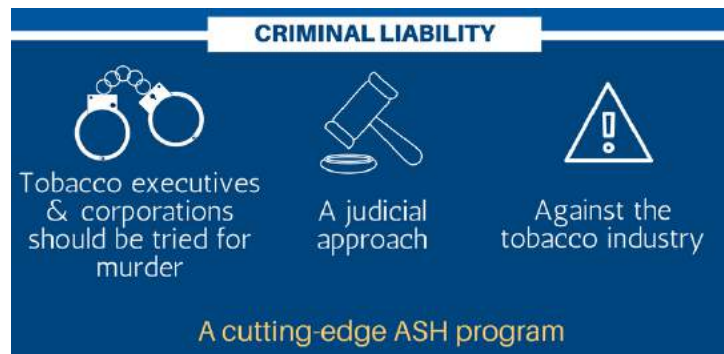 CRIMINAL LIABILITY
Tobacco executives
& corporations
should be tried for
murder
A judicial
approach
Against the
tobacco industry
A cutting-edge ASH program